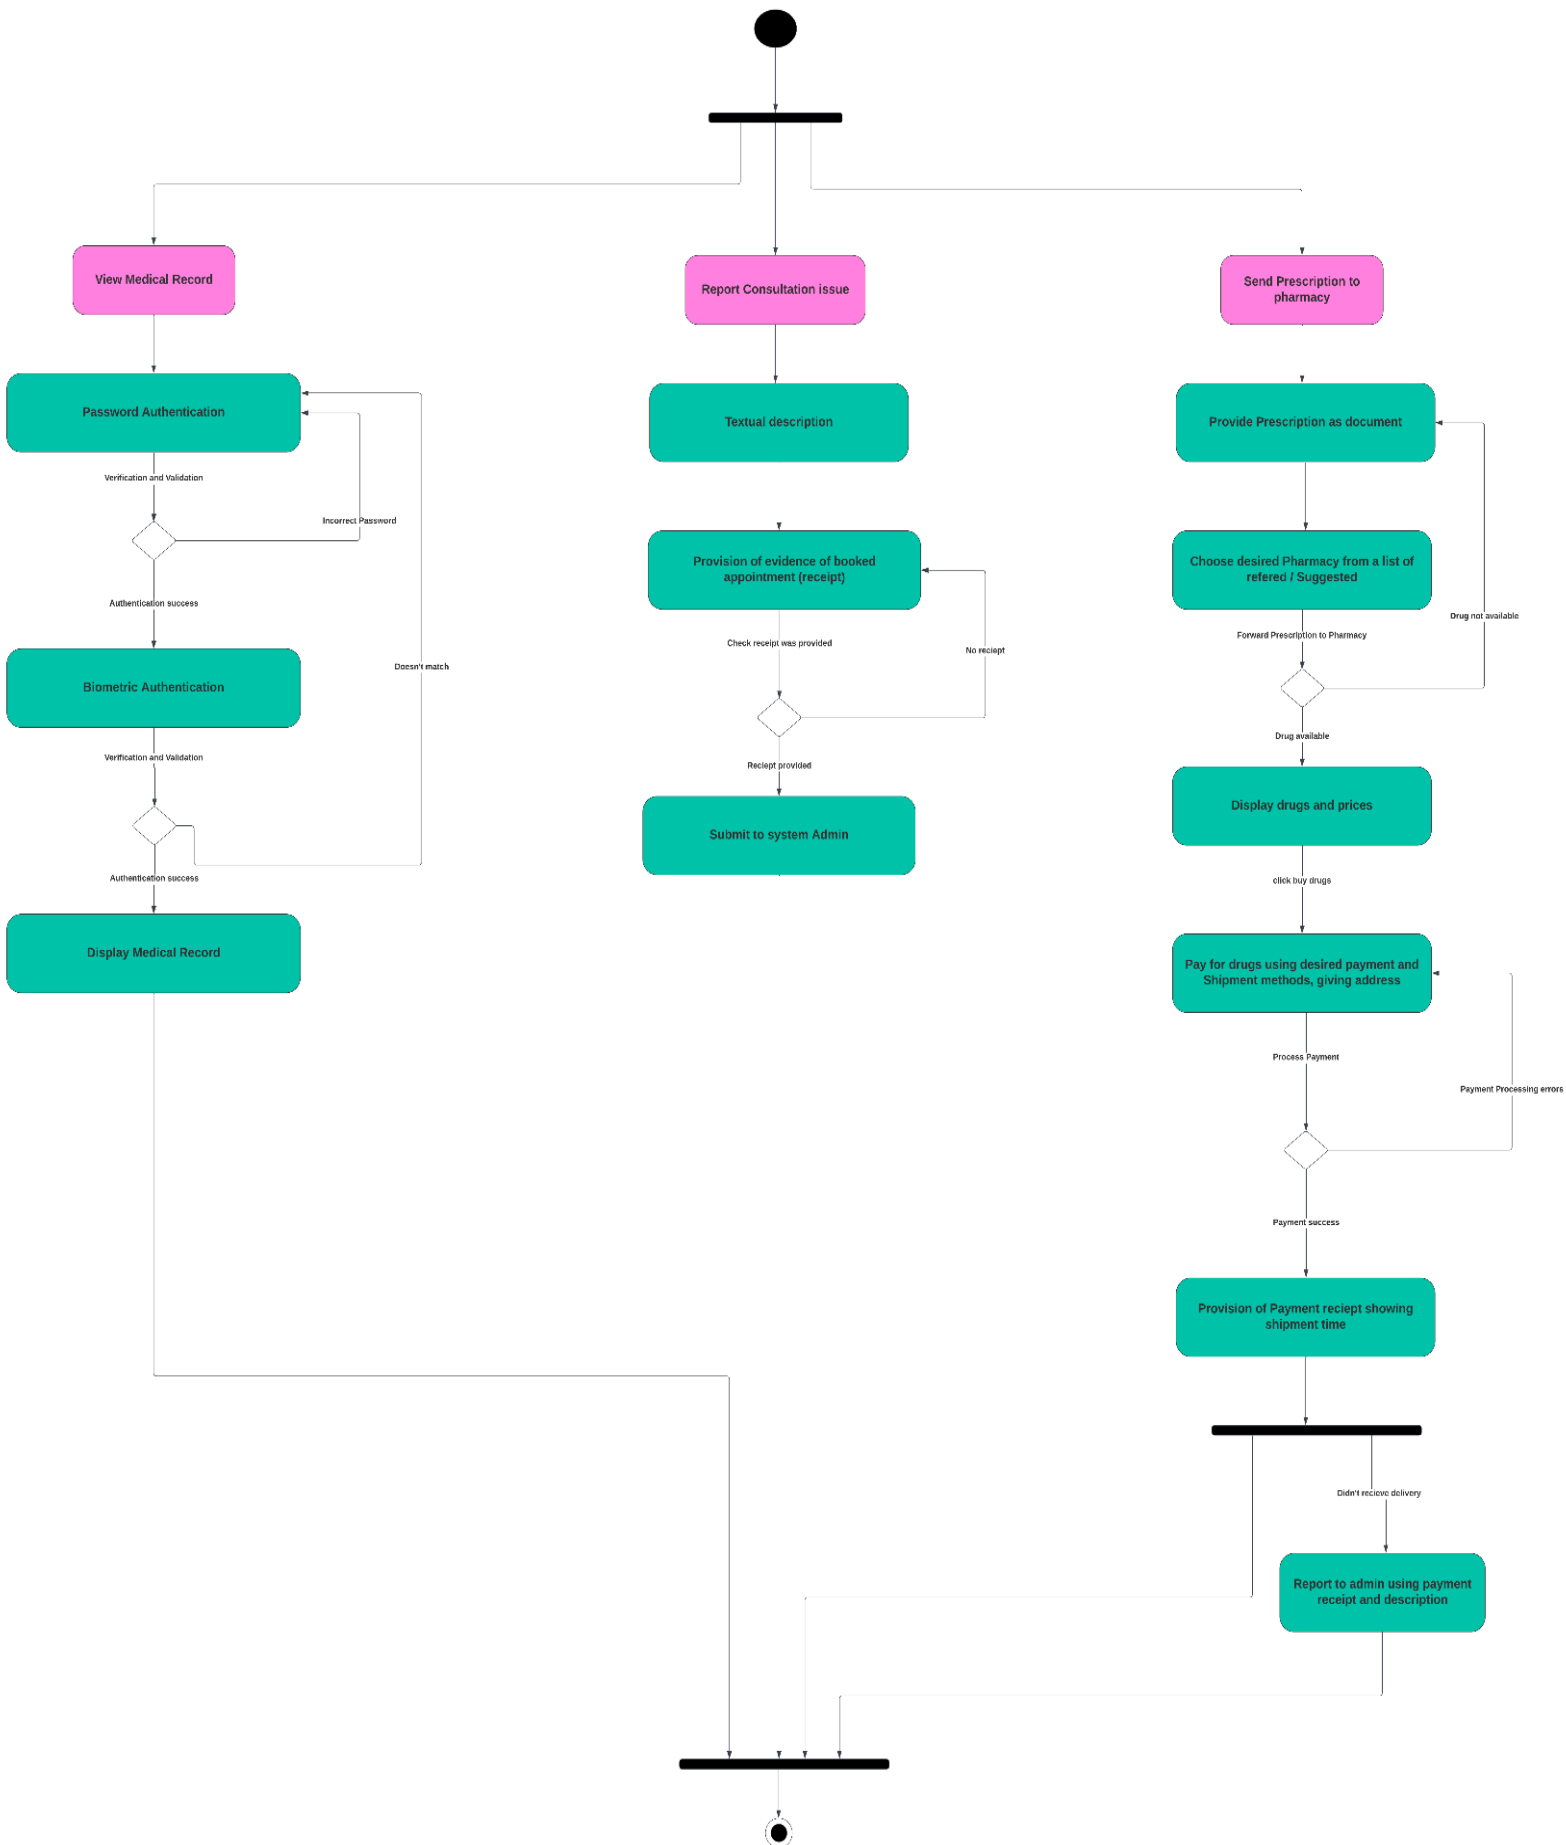 View Medical Record
Report Consultation issue
Send Prescription to
pharmacy
Password Authentication
Textual description
Provide Prescription as document
Verification and Validation
Incorrect Password
Provision of evidence of booked
appointment (receipt)
Choose desired Pharmacy from a list of
refered / Suggested
Authentication success
Drug not available
Forward Prescription to Pharmacy
Check receipt was provided
No reciept
Doesn't match
Biometric Authentication
Drug available
Verification and Validation
Reciept provided
Display drugs and prices
Submit to system Admin
Authentication success
click buy drugs
Display Medical Record
Pay for drugs using desired payment and
Shipment methods, giving address
Process Payment
Payment Processing errors
Payment success
Provision of Payment reciept showing
shipment time
Didn't recieve delivery
Report to admin using payment
receipt and description